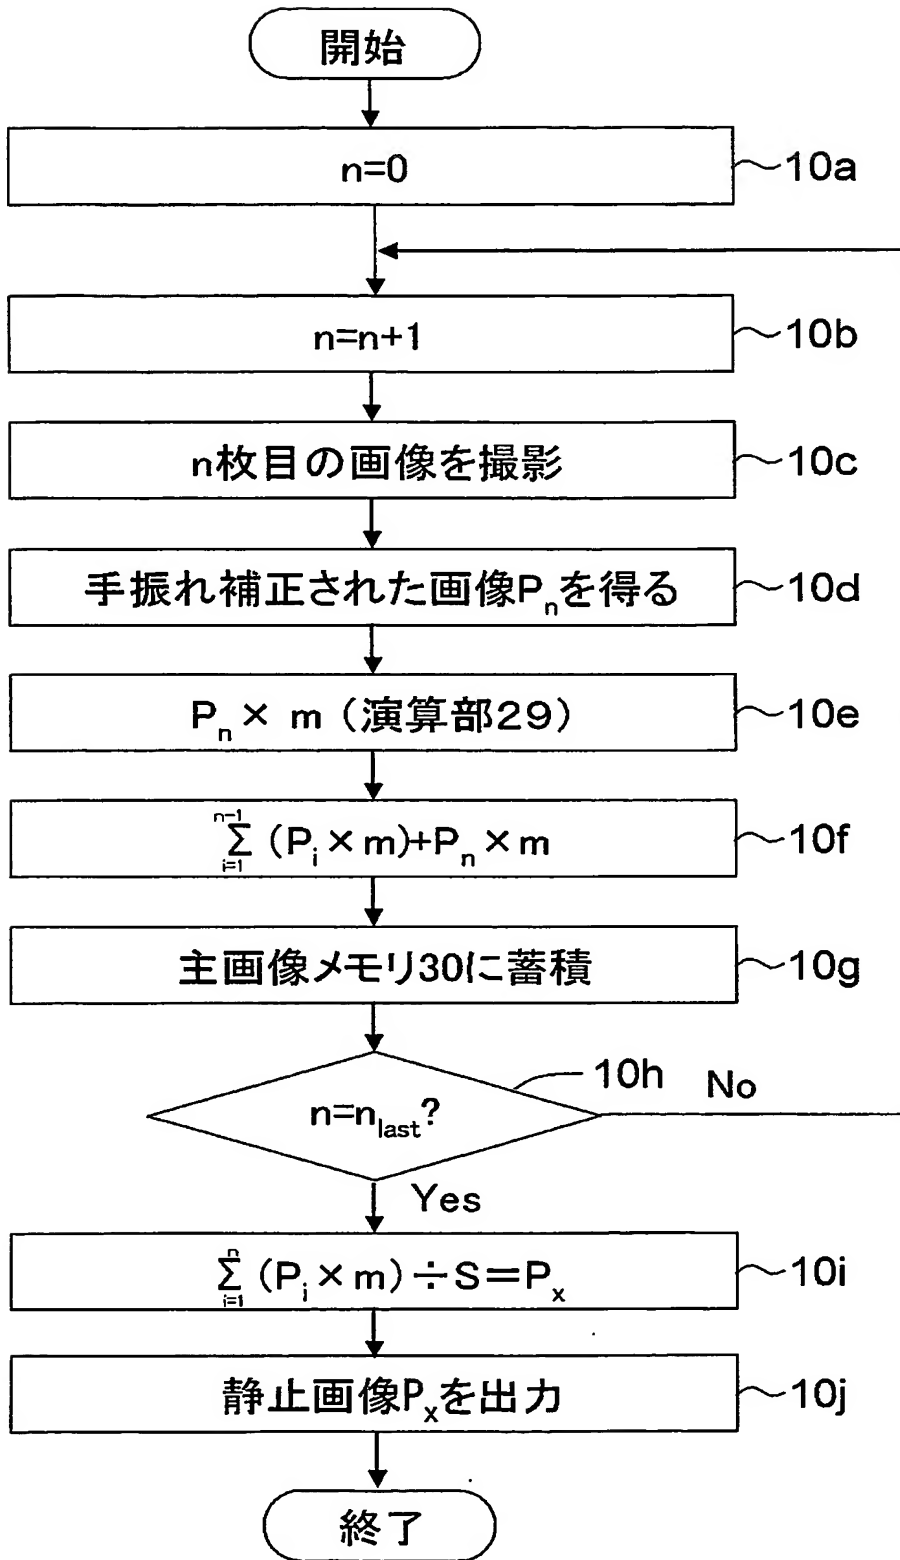 開始
n=0
10a
n=n+1
10b
n枚目の画像を撮影
10c
手振れ補正された画像Pnを得る
10d
Pn × m (演算部29)
10e
n-1
Σ (Pi × m)+Pn × m
i=1
10f
主画像メモリ30に蓄積
10g
10h
n=nlast?
No
Yes
n
Σ (Pi × m) ÷S=Px
i=1
10i
静止画像Pxを出力
10j
終了